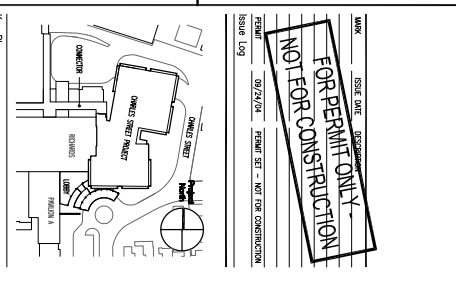 MARK ISSUE DATE DESCRIPTION
FOR PERMIT ONLY -
NOT FOR CONSTRUCTION
PERMIT 09/24/04 PERMIT SET - NOT FOR CONSTRUCTION
Issue Log
CHARLES STREET
Project
North
CHARLES STREET PROJECT
CONNECTOR
RICHARDS
LOBBY
PAVILION A